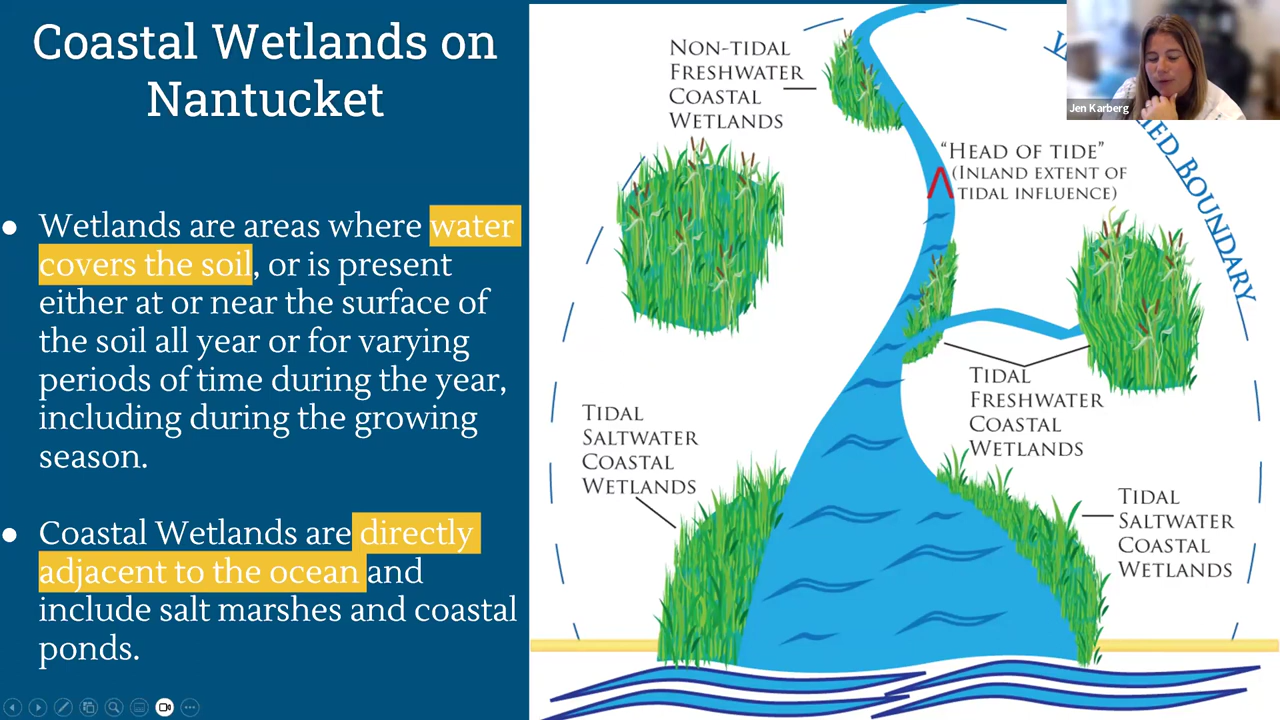 Coastal Wetlands on
Nantucket
● Wetlands are areas where water
covers the soil, or is present
either at or near the surface of
the soil all year or for varying
periods of time during the year,
including during the growing
season.
● Coastal Wetlands are directly
adjacent to the ocean and
include salt marshes and coastal
ponds.
NON-TIDAL
FRESHWATER
COASTAL
WETLANDS
"HEAD OF TIDE"
(INLAND EXTENT OF
TIDAL INFLUENCE)
TIDAL
FRESHWATER
COASTAL
WETLANDS
TIDAL
SALTWATER
COASTAL
WETLANDS
TIDAL
SALTWATER
COASTAL
WETLANDS
BOUNDARY
Jen Karberg